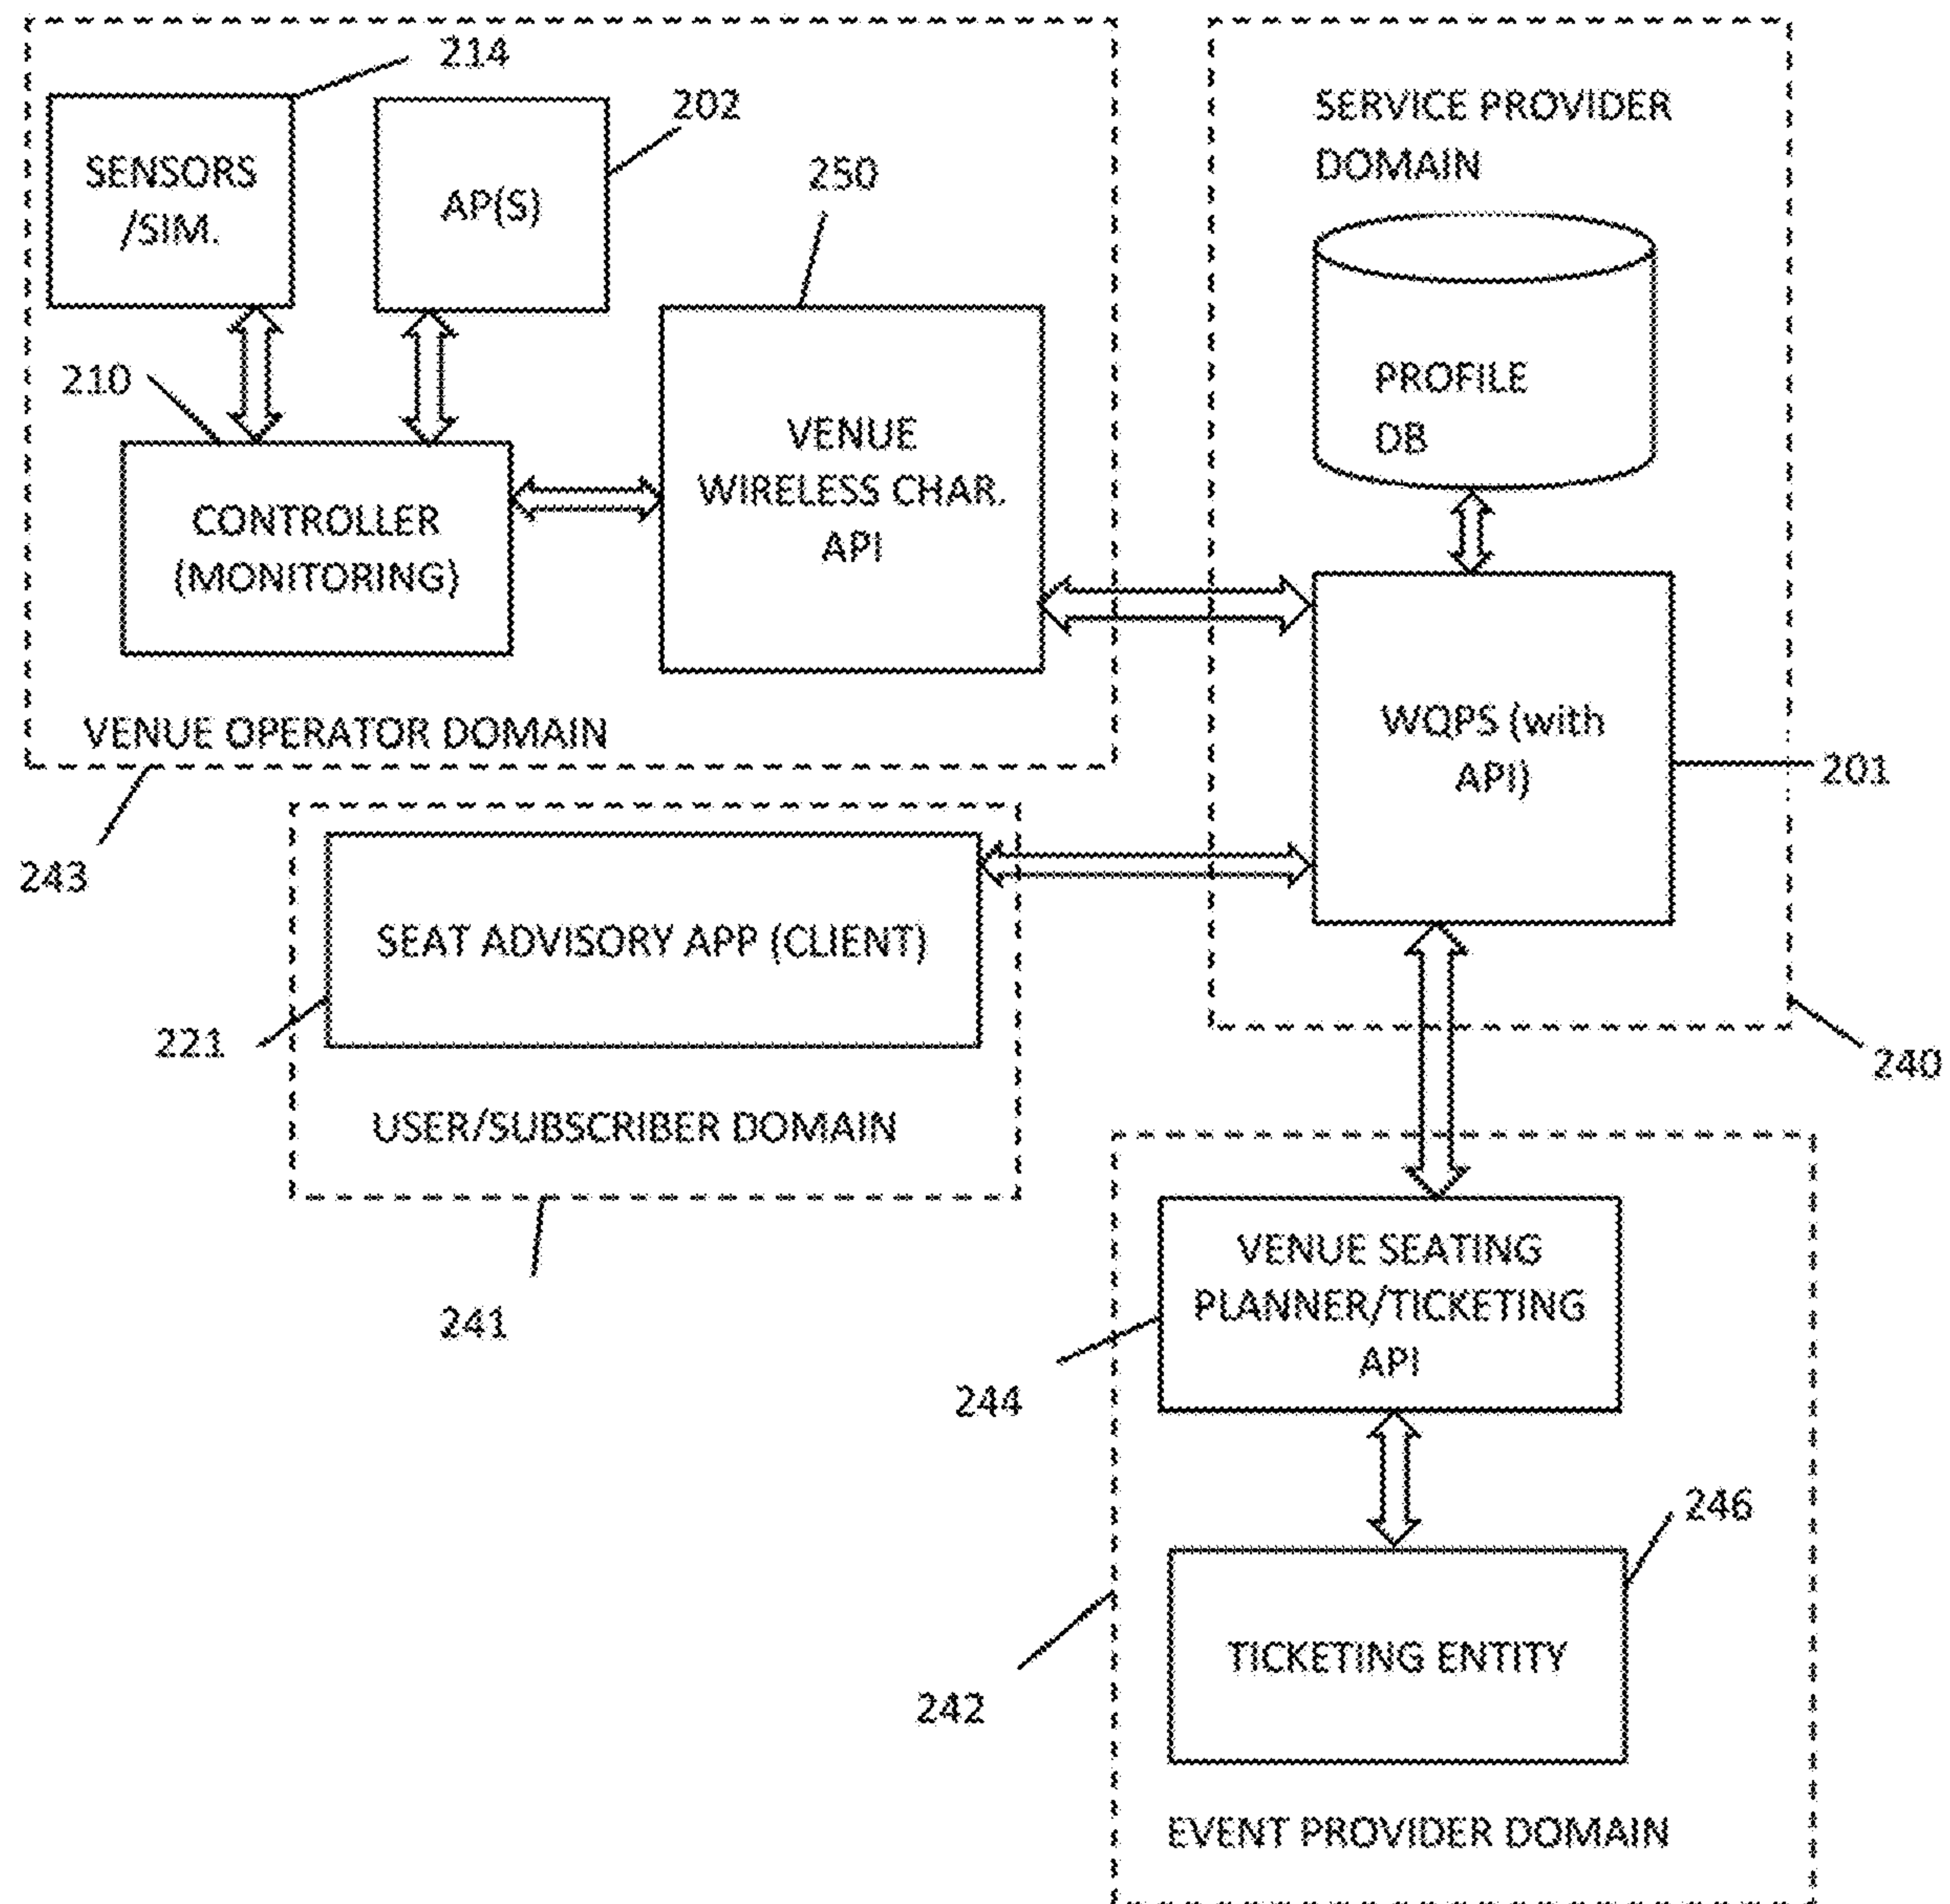 214
202
250
SENSORS
/SIM.
AP(S)
210
CONTROLLER
(MONITORING)
VENUE
WIRELESS CHAR.
API
VENUE OPERATOR DOMAIN
243
SERVICE PROVIDER
DOMAIN
PROFILE
DB
WQPS (with
API)
201
240
SEAT ADVISORY APP (CLIENT)
221
USER/SUBSCRIBER DOMAIN
241
VENUE SEATING
PLANNER/TICKETING
API
244
246
TICKETING ENTITY
242
EVENT PROVIDER DOMAIN